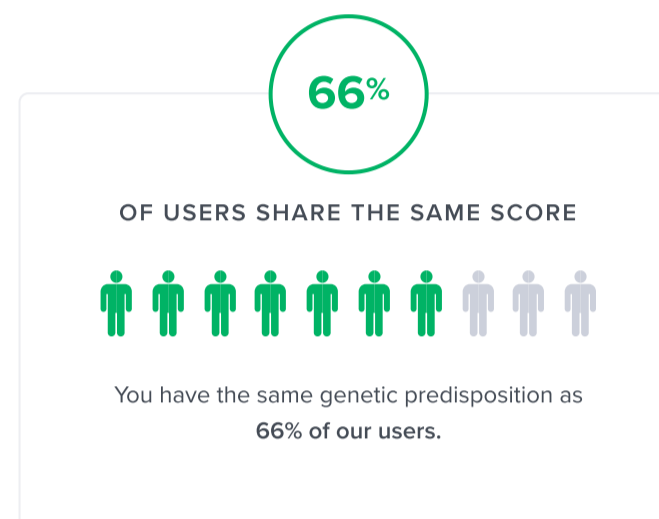 66%
OF USERS SHARE THE SAME SCORE
You have the same genetic predisposition as
66% of our users.